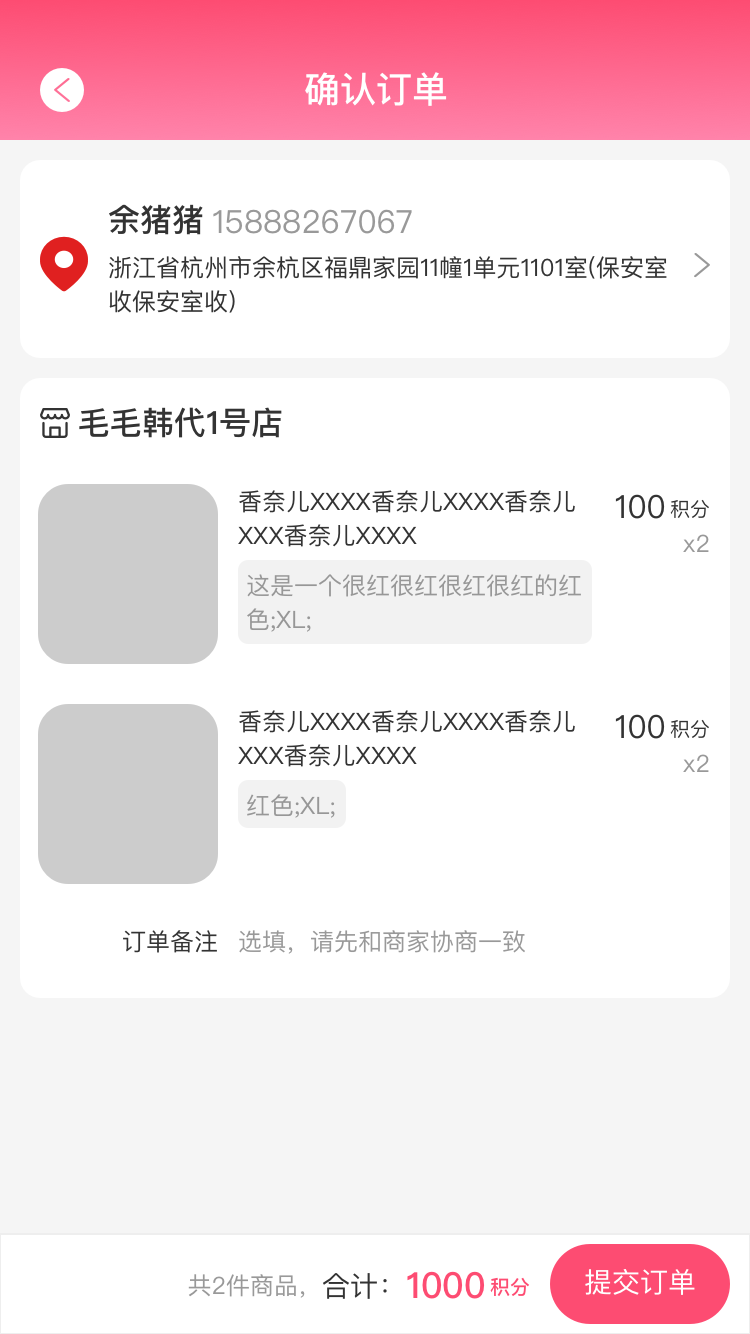 确认订单
余猪猪 15888267067
浙江省杭州市余杭区福鼎家园11幢1单元1101室(保安室
收保安室收)
毛毛韩代1号店
香奈儿XXXX香奈儿XXXX香奈儿 100 积分
XXX香奈儿XXXX x2
这是一个很红很红很红很红的红
色;XL;
香奈儿XXXX香奈儿XXXX香奈儿 100 积分
XXX香奈儿XXXX x2
红色;XL;
订单备注 选填，请先和商家协商一致
共2件商品，合计：1000 积分 提交订单